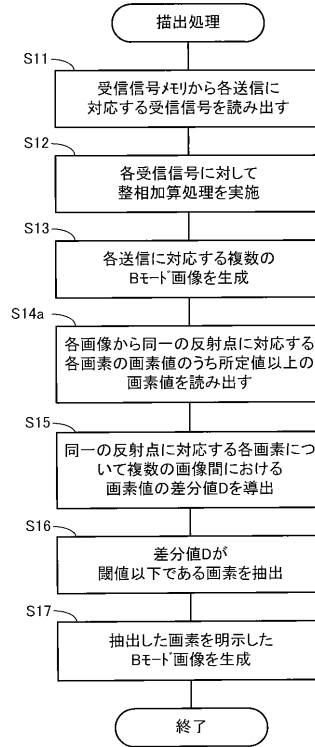 描出処理
S11
受信信号メモリから各送信に
対応する受信信号を読み出す
S12
各受信信号に対して
整相加算処理を実施
S13
各送信に対応する複数の
Bモード画像を生成
S14a
各画像から同一の反射点に対応する
各画素の画素値のうち所定値以上の
画素値を読み出す
S15
同一の反射点に対応する各画素につ
いて複数の画像間における
画素値の差分値Dを導出
S16
差分値Dが
閾値以下である画素を抽出
S17
抽出した画素を明示した
Bモード画像を生成
終了